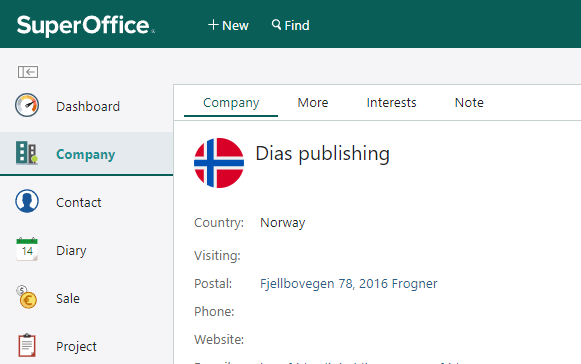 SuperOffice
+ New
Find
Dashboard
Company
Contact
14
Diary
Sale
Project
Company
More
Interests
Note
Dias publishing
Country: Norway
Visiting:
Postal: Fjellbovegen 78, 2016 Frogner
Phone:
Website: